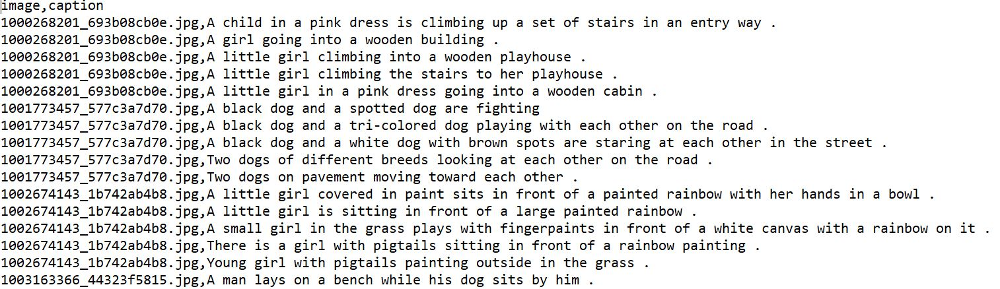 image,caption
1000268201_693b08cb0e.jpg,A child in a pink dress is climbing up a set of stairs in an entry way .
1000268201_693b08cb0e.jpg,A girl going into a wooden building .
1000268201_693b08cb0e.jpg,A little girl climbing into a wooden playhouse .
1000268201_693b08cb0e.jpg,A little girl climbing the stairs to her playhouse .
1000268201_693b08cb0e.jpg,A little girl in a pink dress going into a wooden cabin .
1001773457_577c3a7d70.jpg,A black dog and a spotted dog are fighting
1001773457_577c3a7d70.jpg,A black dog and a tri-colored dog playing with each other on the road .
1001773457_577c3a7d70.jpg,A black dog and a white dog with brown spots are staring at each other in the street .
1001773457_577c3a7d70.jpg,Two dogs of different breeds looking at each other on the road .
1001773457_577c3a7d70.jpg,Two dogs on pavement moving toward each other .
1002674143_1b742ab4b8.jpg,A little girl covered in paint sits in front of a painted rainbow with her hands in a bowl .
1002674143_1b742ab4b8.jpg,A little girl is sitting in front of a large painted rainbow .
1002674143_1b742ab4b8.jpg,A small girl in the grass plays with fingerpaints in front of a white canvas with a rainbow on it .
1002674143_1b742ab4b8.jpg,There is a girl with pigtails sitting in front of a rainbow painting .
1002674143_1b742ab4b8.jpg,Young girl with pigtails painting outside in the grass .
1003163366_44323f5815.jpg,A man lays on a bench while his dog sits by him .